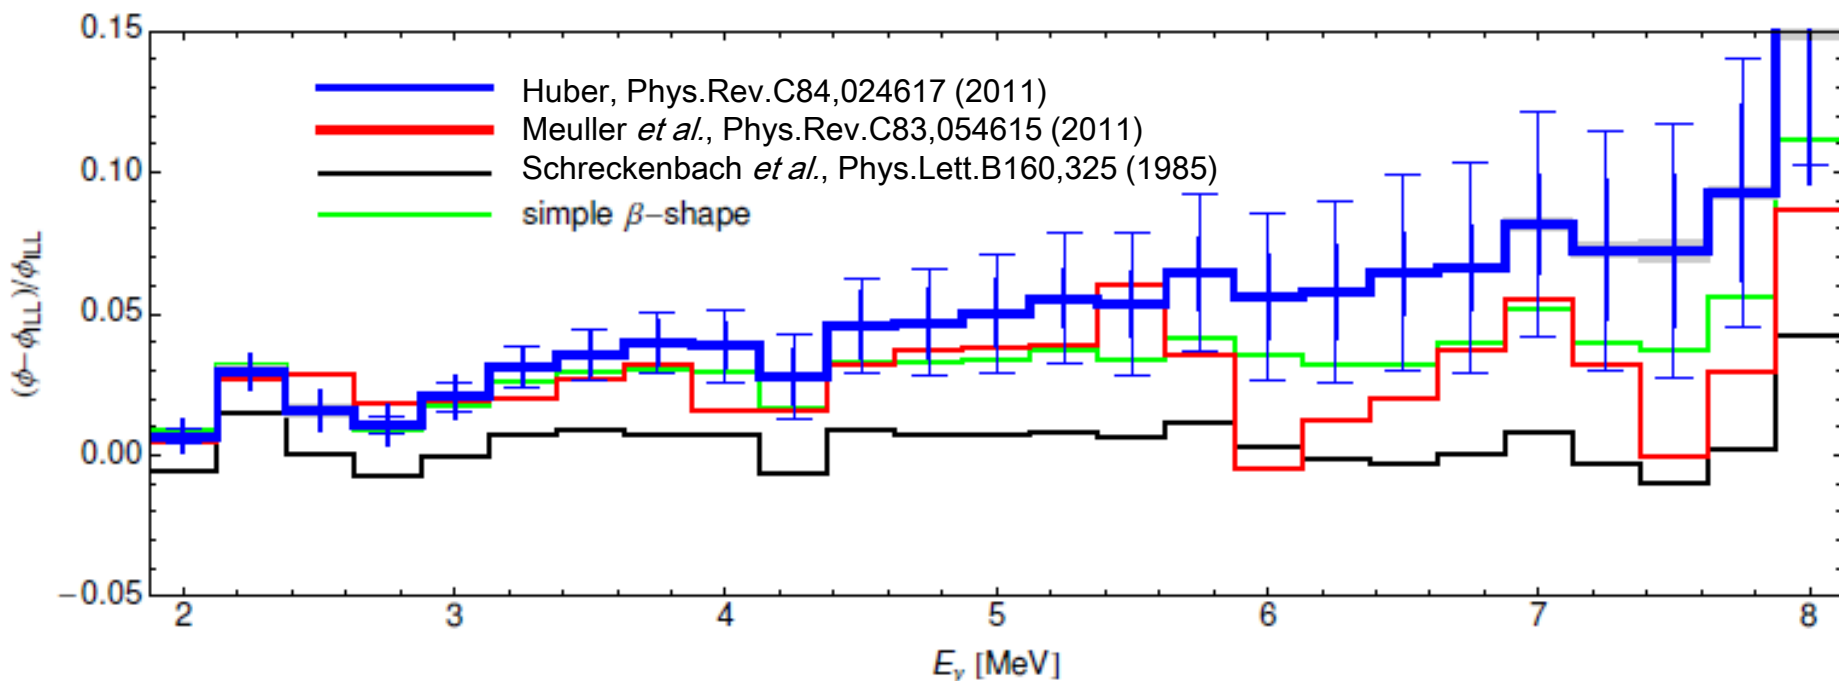 0.15
0.10
0.05
0.00
−0.05
(ϕ−ϕILL)/ϕILL
Huber, Phys.Rev.C84,024617 (2011)
Meuller et al., Phys.Rev.C83,054615 (2011)
Schreckenbach et al., Phys.Lett.B160,325 (1985)
simple β−shape
2 3 4 5 6 7 8
Eν [MeV]